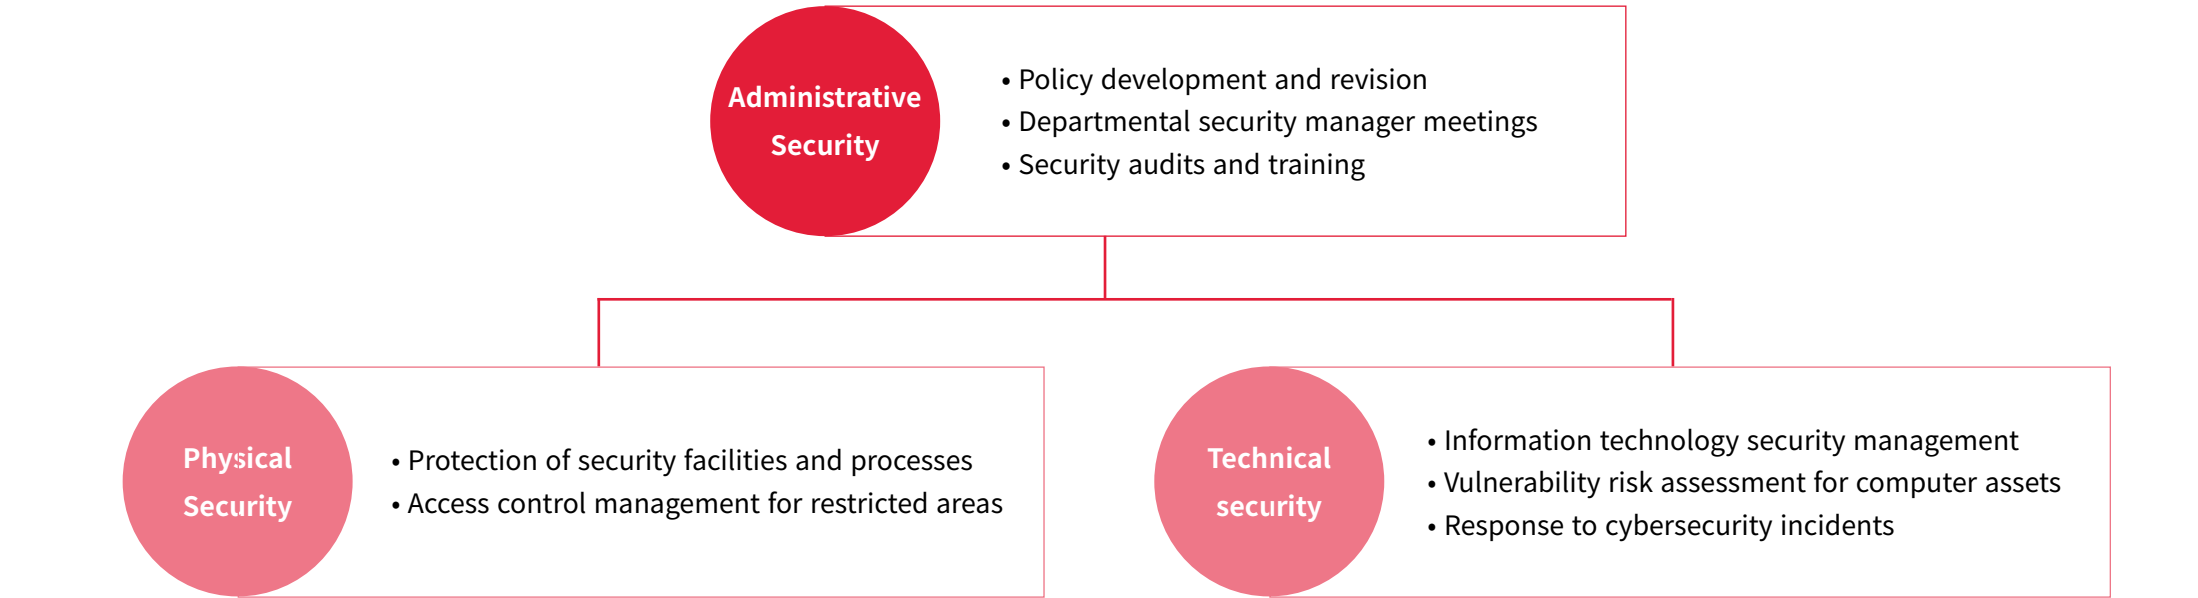 Administrative
Security
• Policy development and revision
• Departmental security manager meetings
• Security audits and training
Physical
Security
• Protection of security facilities and processes
• Access control management for restricted areas
Technical
security
• Information technology security management
• Vulnerability risk assessment for computer assets
• Response to cybersecurity incidents